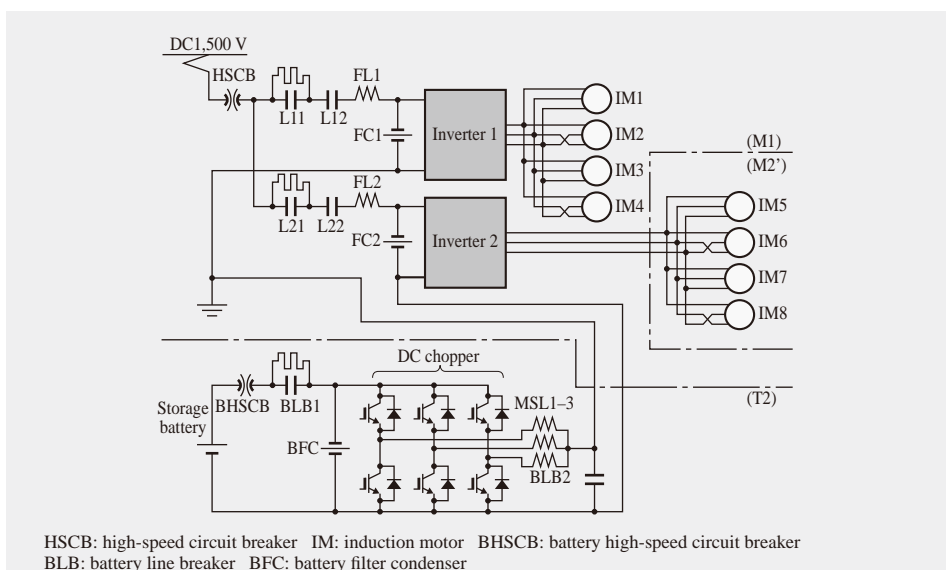 DC1,500 V
HSCB
L11
L12
FL1
FC1
Inverter 1
IM1
IM2
IM3
IM4
(M1)
(M2')
L21
L22
FL2
FC2
Inverter 2
IM5
IM6
IM7
IM8
(T2)
DC chopper
Storage
battery
BHSCB
BLB1
BFC
MSL1–3
BLB2
HSCB: high-speed circuit breaker IM: induction motor BHSCB: battery high-speed circuit breaker
BLB: battery line breaker BFC: battery filter condenser